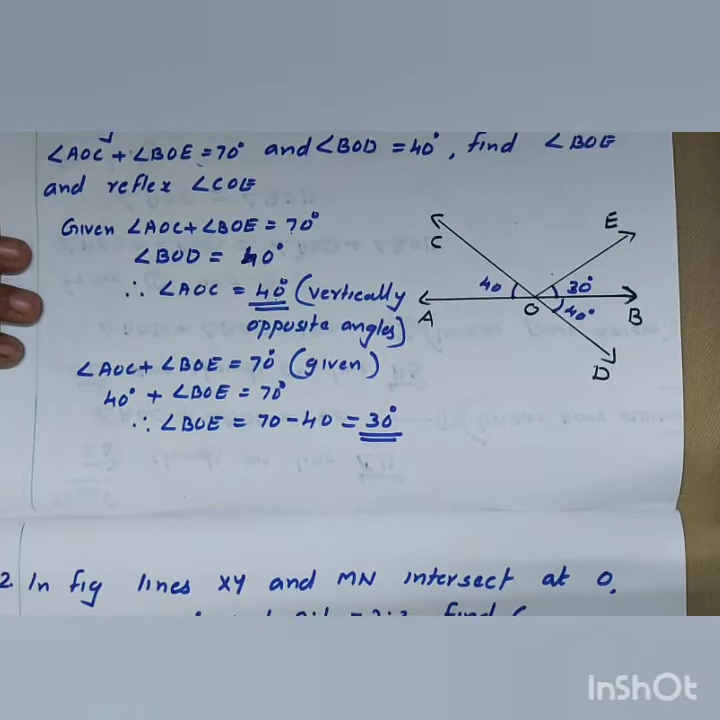 ∠AOC + ∠BOE = 70° and ∠BOD = 40°, find ∠BOE
and reflex ∠COE
Given ∠AOC + ∠BOE = 70°
∠BOD = 40°
∴ ∠AOC = 40° (vertically
opposite angles)
∠AOC + ∠BOE = 70° (given)
40° + ∠BOE = 70°
∴ ∠BOE = 70 - 40 = 30°
C
E
40
30°
A
O
40°
B
D
2. In fig lines XY and MN intersect at O.
find
InShOt